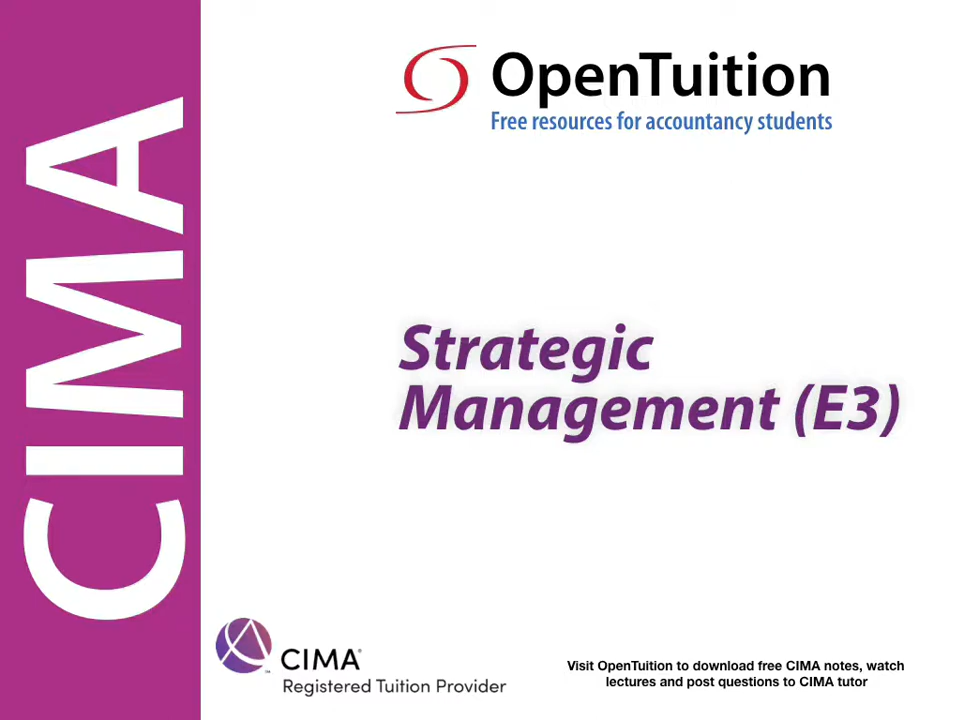 CIMA
OpenTuition
Free resources for accountancy students
Strategic
Management (E3)
CIMA®
Registered Tuition Provider
Visit OpenTuition to download free CIMA notes, watch
lectures and post questions to CIMA tutor